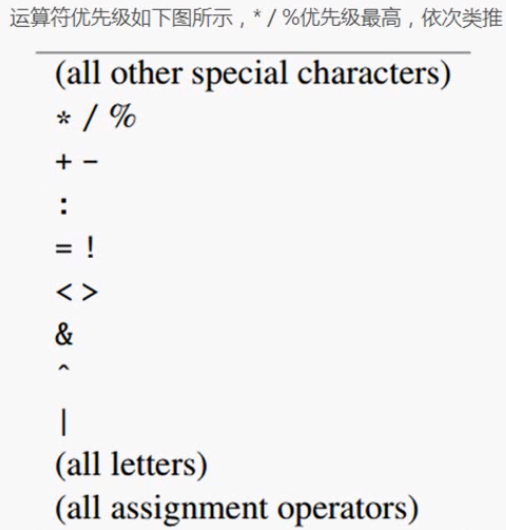 运算符优先级如下图所示，* / %优先级最高，依次类推
(all other special characters)
* / %
+ -
:
= !
< >
&
^
|
(all letters)
(all assignment operators)